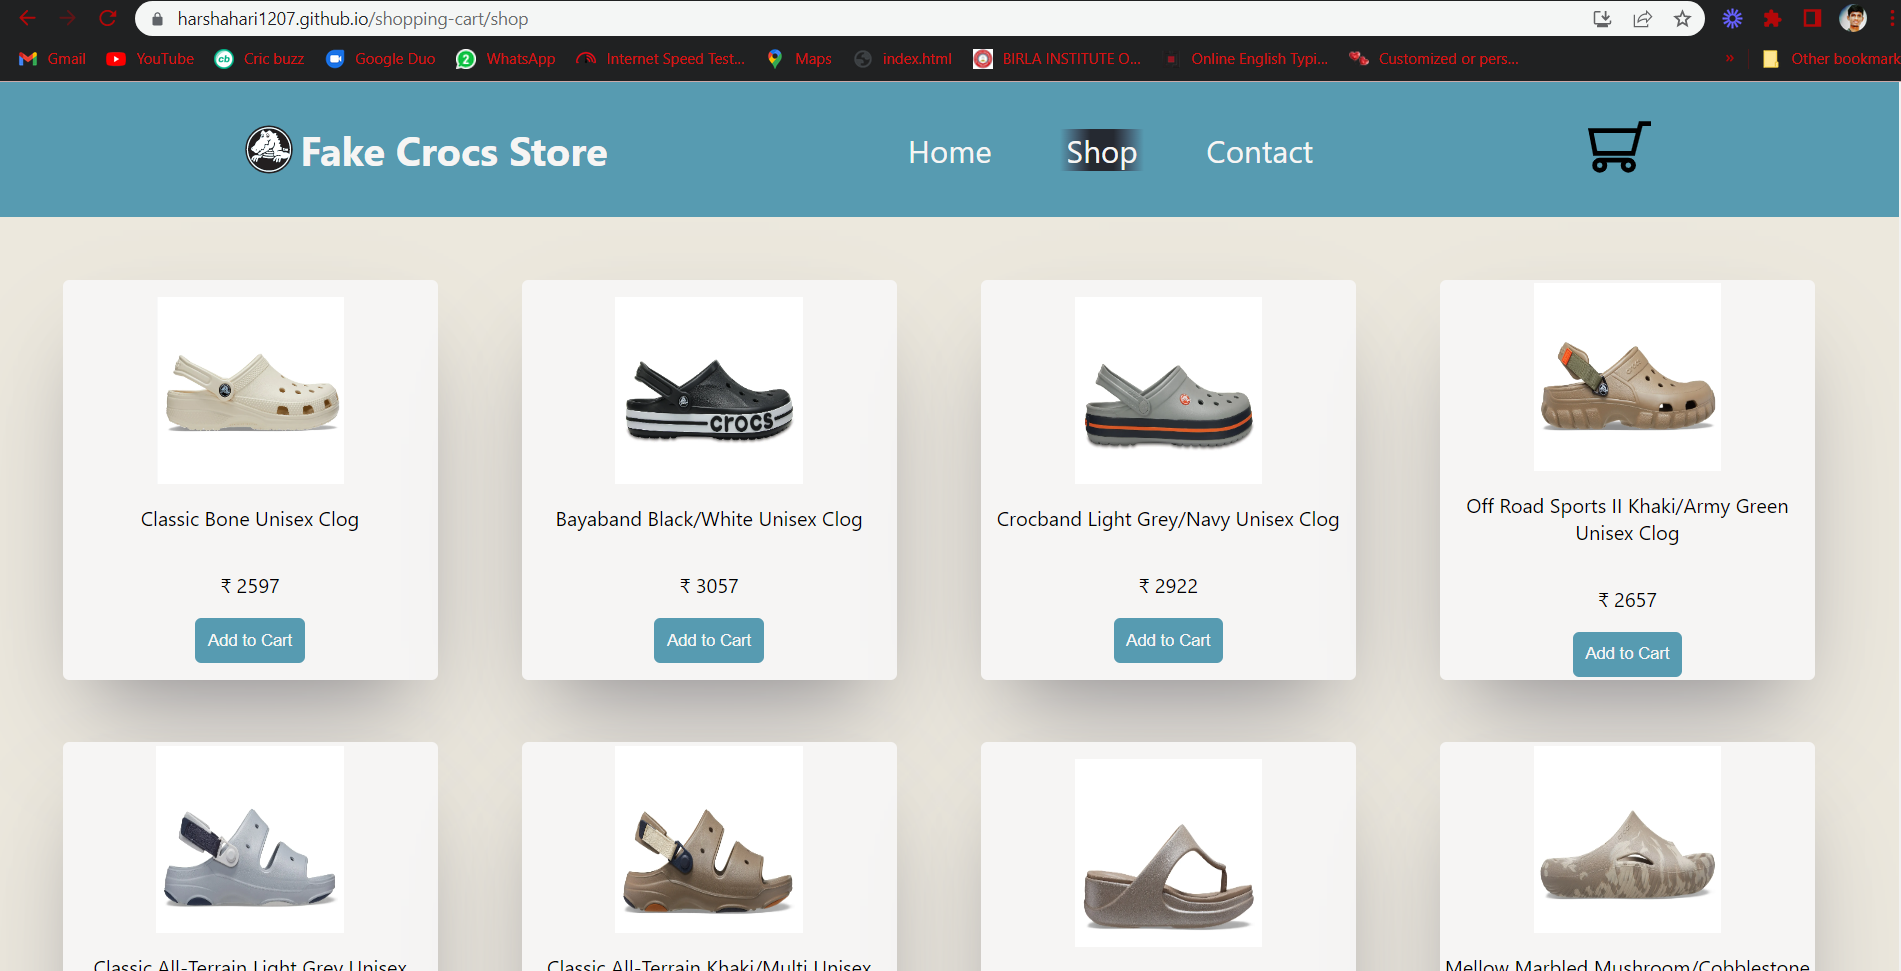 harshahari1207.github.io/shopping-cart/shop
Gmail YouTube Cric buzz Google Duo WhatsApp Internet Speed Test... Maps index.html BIRLA INSTITUTE O... Online English Typi... Customized or pers... » Other bookmark
Fake Crocs Store Home Shop Contact
crocs
Classic Bone Unisex Clog
Bayaband Black/White Unisex Clog
Crocband Light Grey/Navy Unisex Clog
Off Road Sports II Khaki/Army Green
Unisex Clog
₹ 2597
₹ 3057
₹ 2922
₹ 2657
Add to Cart
Add to Cart
Add to Cart
Add to Cart
Classic All-Terrain Light Grey Unisex
Classic All-Terrain Khaki/Multi Unisex
Mellow Marbled Mushroom/Cobblestone